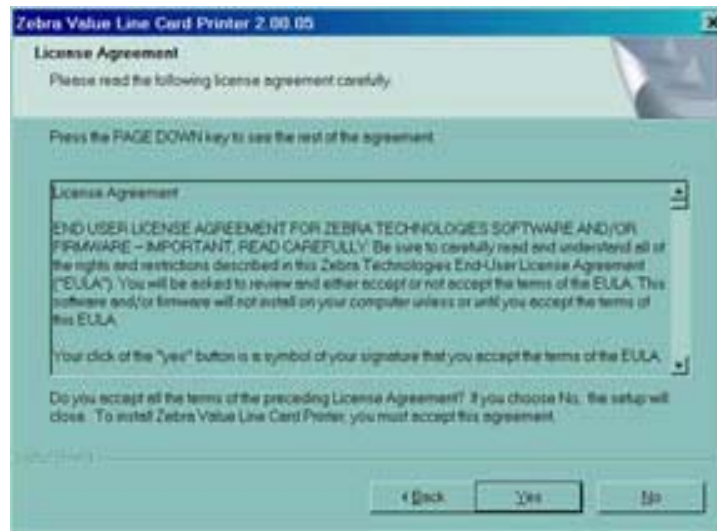 Zebra Value Line Card Printer 2.00.05
License Agreement
Please read the following license agreement carefully.
Press the PAGE DOWN key to see the rest of the agreement.
License Agreement
END USER LICENSE AGREEMENT FOR ZEBRA TECHNOLOGIES SOFTWARE AND/OR
FIRMWARE – IMPORTANT, READ CAREFULLY: Be sure to carefully read and understand all of
the rights and restrictions described in this Zebra Technologies End-User License Agreement
("EULA"). You will be asked to review and either accept or not accept the terms of the EULA. This
software and/or firmware will not install on your computer unless or until you accept the terms of
this EULA.
Your click of the "yes" button is a symbol of your signature that you accept the terms of the EULA.
Do you accept all the terms of the preceding License Agreement? If you choose No, the setup will
close. To install Zebra Value Line Card Printer, you must accept this agreement.
< Back
Yes
No